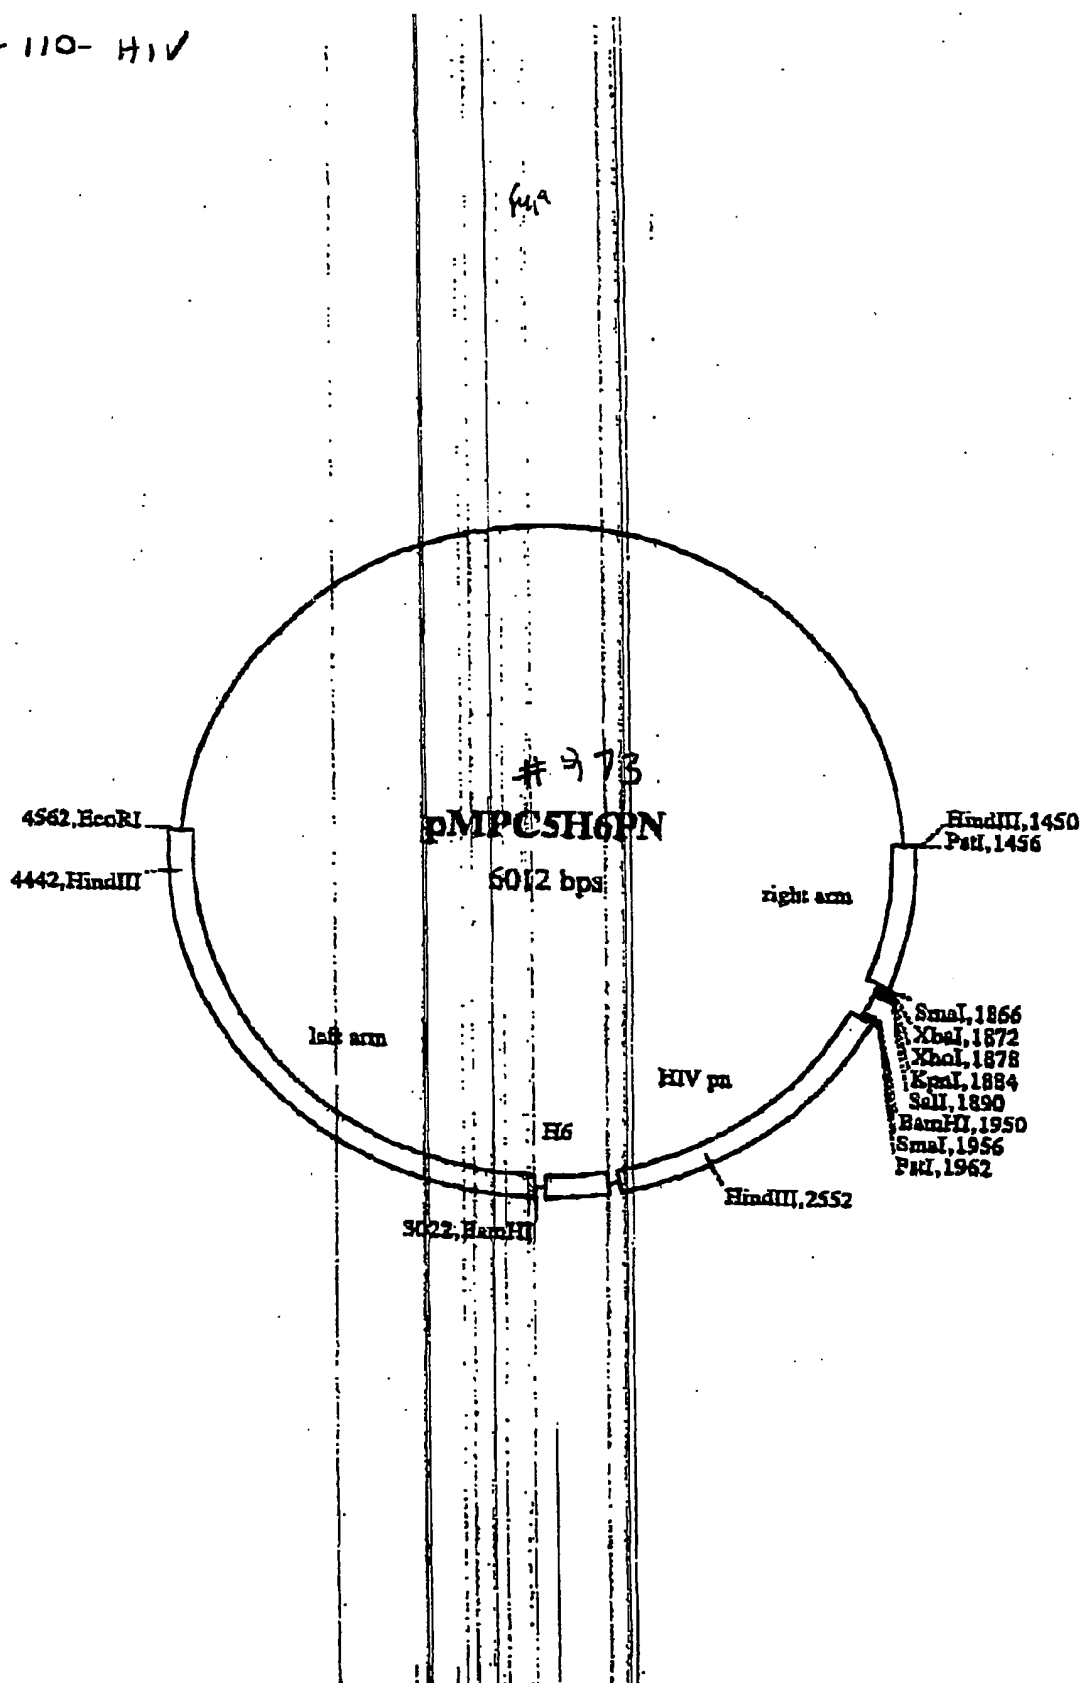 110- HIV
# 973
pMPC5H6PN
6012 bps
4562,EcoRI
4442,HindIII
HindIII,1450
PstI,1456
right arm
SmaI,1866
XbaI,1872
XhoI,1878
KpnI,1884
SalI,1890
BamHI,1950
SmaI,1956
PstI,1962
left arm
HIV pn
H6
HindIII,2552
3022,BamHI